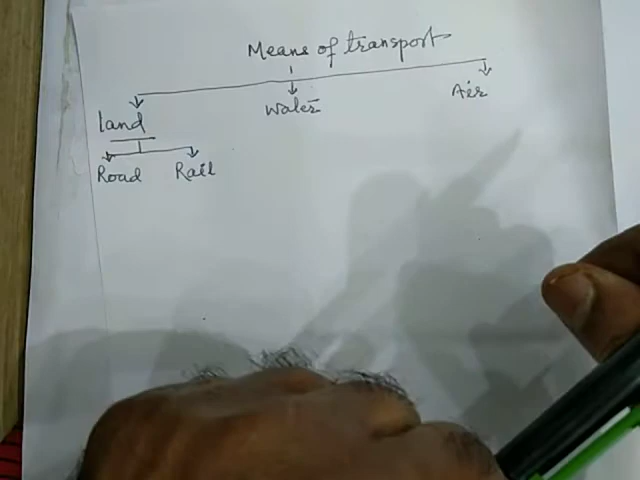 Means of transport
Water
Air
land
Road Rail